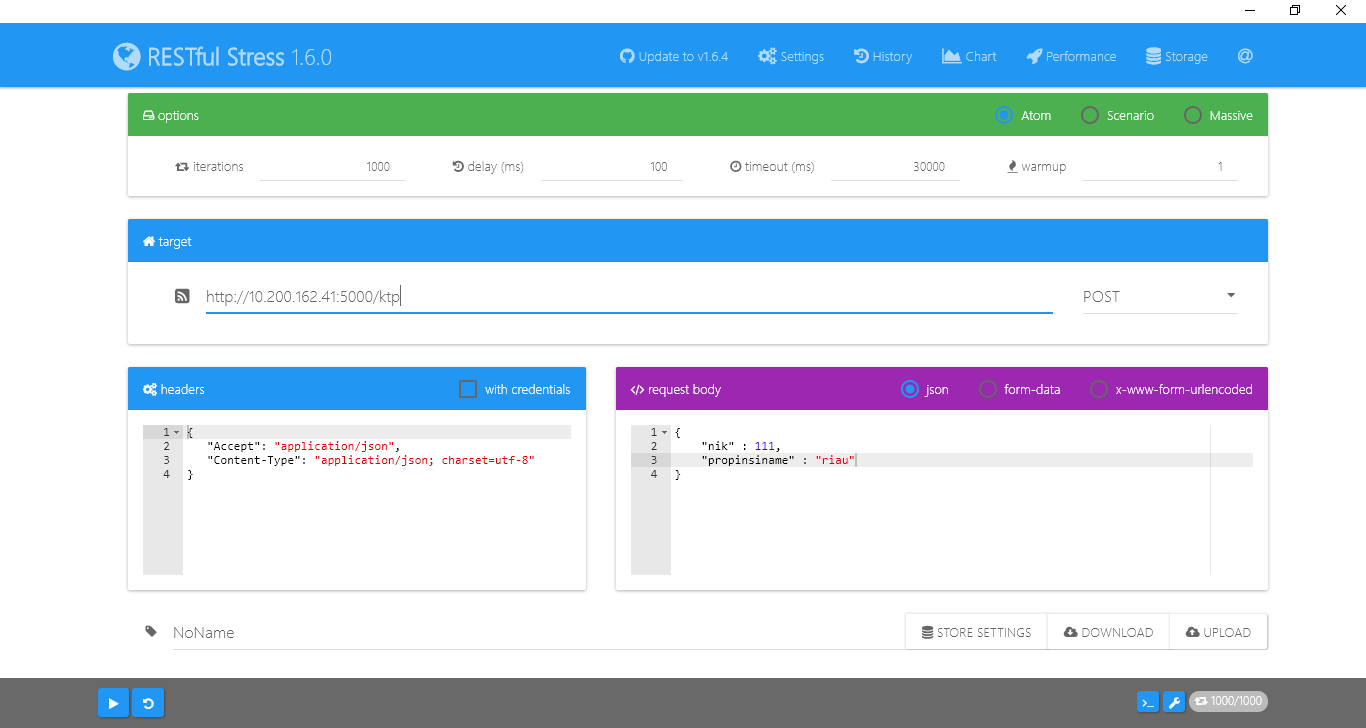 RESTful Stress 1.6.0
Update to v1.6.4 Settings History Chart Performance Storage @
options Atom Scenario Massive
iterations 1000 delay (ms) 100 timeout (ms) 30000 warmup 1
target
http://10.200.162.41:5000/ktp POST
headers with credentials
1 {
2 "Accept": "application/json",
3 "Content-Type": "application/json; charset=utf-8"
4 }
</> request body json form-data x-www-form-urlencoded
1 {
2 "nik" : 111,
3 "propinsiname" : "riau"
4 }
NoName STORE SETTINGS DOWNLOAD UPLOAD
>_ 1000/1000